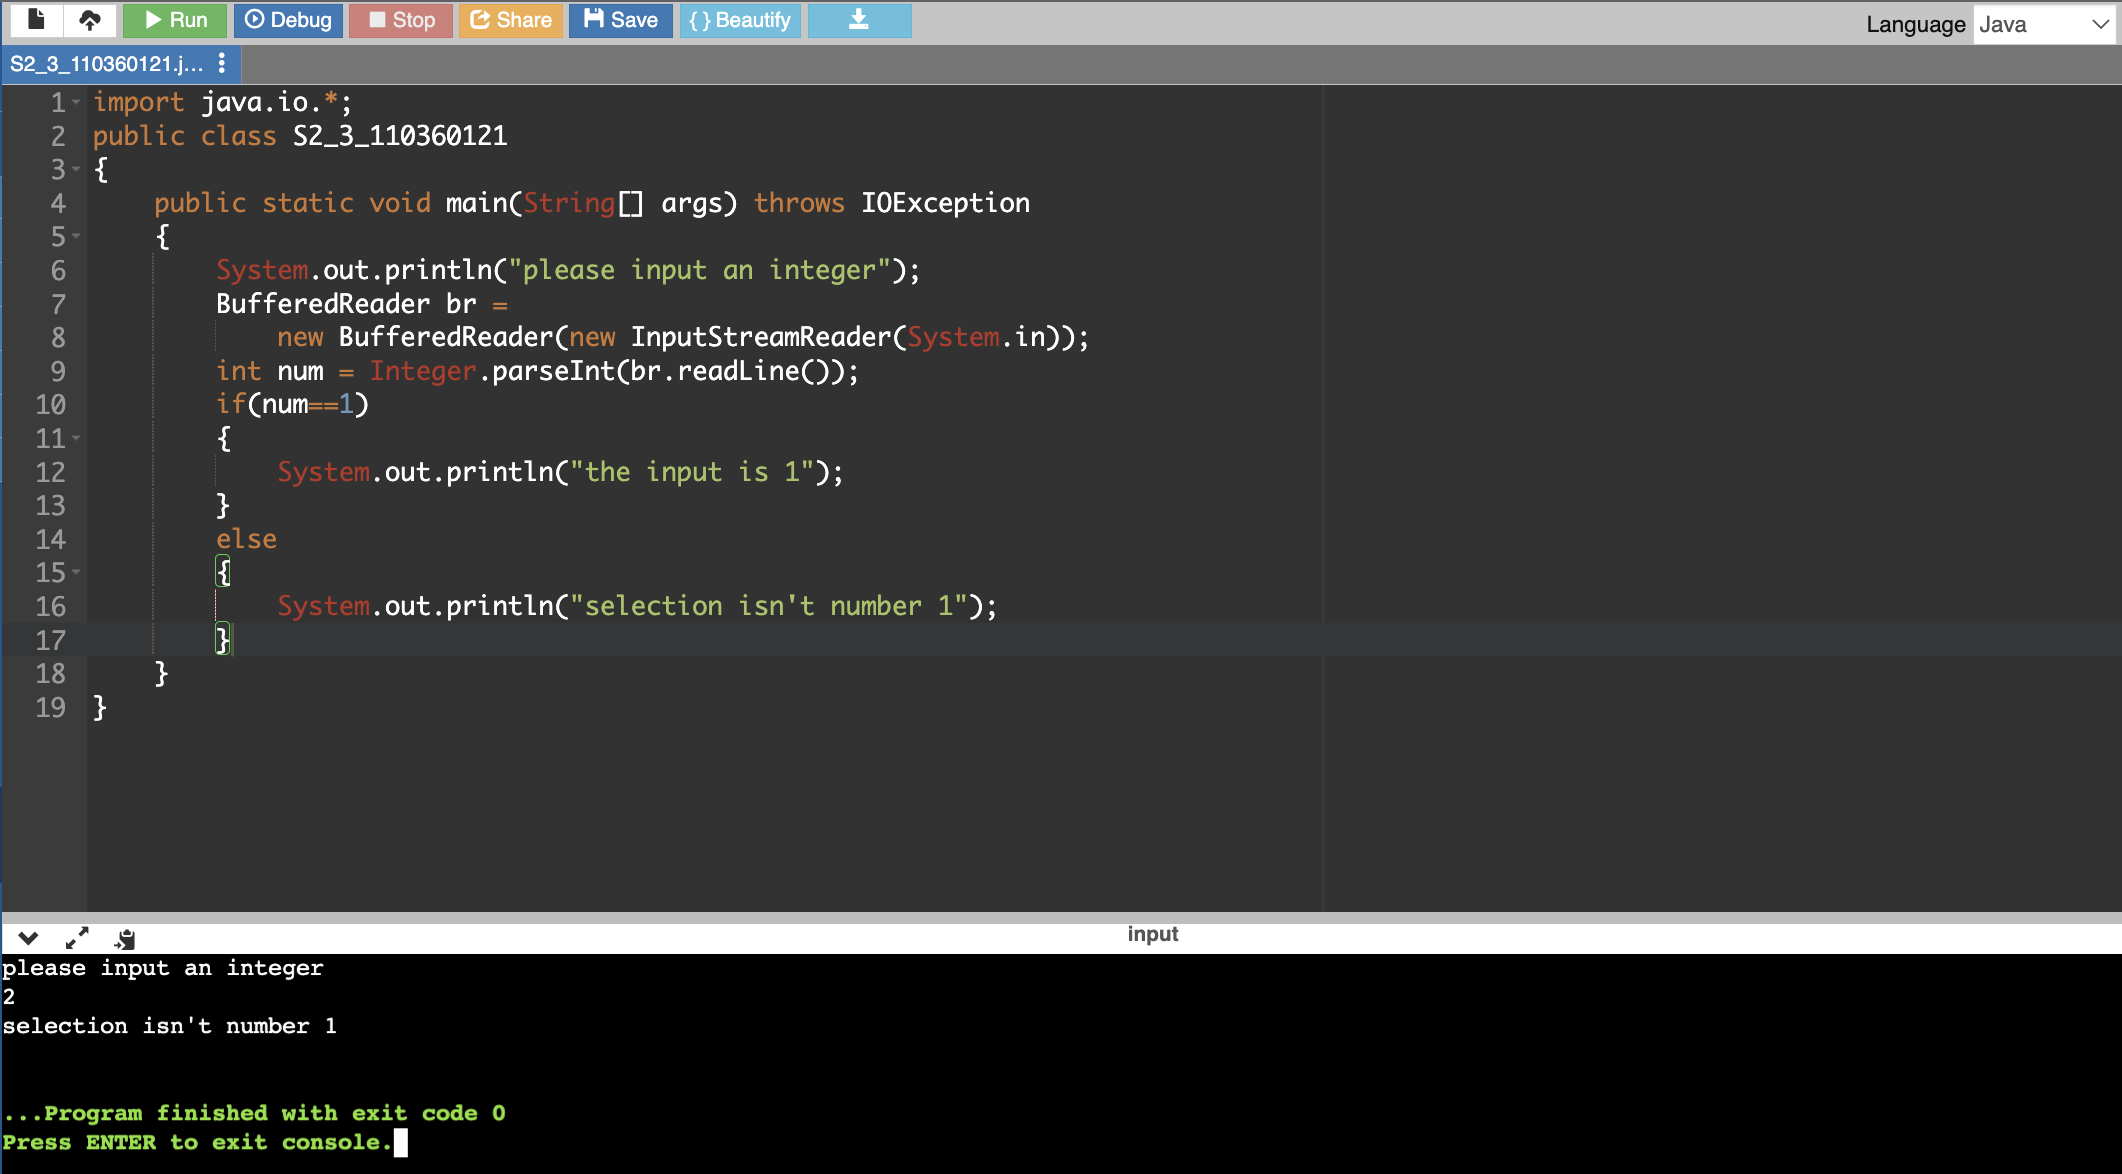 Run Debug Stop Share Save { } Beautify Language Java
S2_3_110360121.j...
1 import java.io.*;
2 public class S2_3_110360121
3 {
4     public static void main(String[] args) throws IOException
5     {
6         System.out.println("please input an integer");
7         BufferedReader br =
8             new BufferedReader(new InputStreamReader(System.in));
9         int num = Integer.parseInt(br.readLine());
10         if(num==1)
11         {
12             System.out.println("the input is 1");
13         }
14         else
15         {
16             System.out.println("selection isn't number 1");
17         }
18     }
19 }
input
please input an integer
2
selection isn't number 1
...Program finished with exit code 0
Press ENTER to exit console.